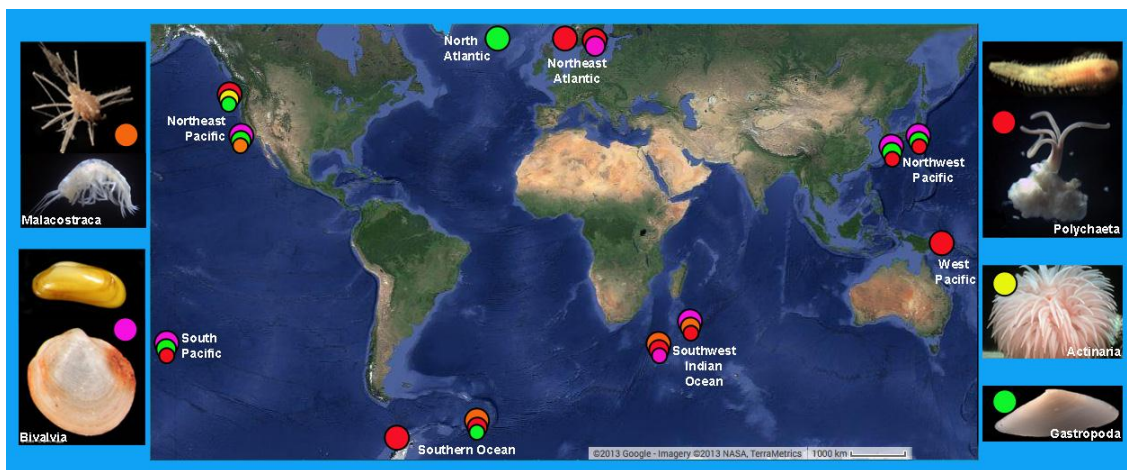 North
Atlantic
Northeast
Atlantic
Northeast
Pacific
Northwest
Pacific
Malacostraca
Polychaeta
West
Pacific
South
Pacific
Southwest
Indian
Ocean
Actinaria
Bivalvia
Southern Ocean
Gastropoda
©2013 Google - Imagery ©2013 NASA, TerraMetrics
1000 km